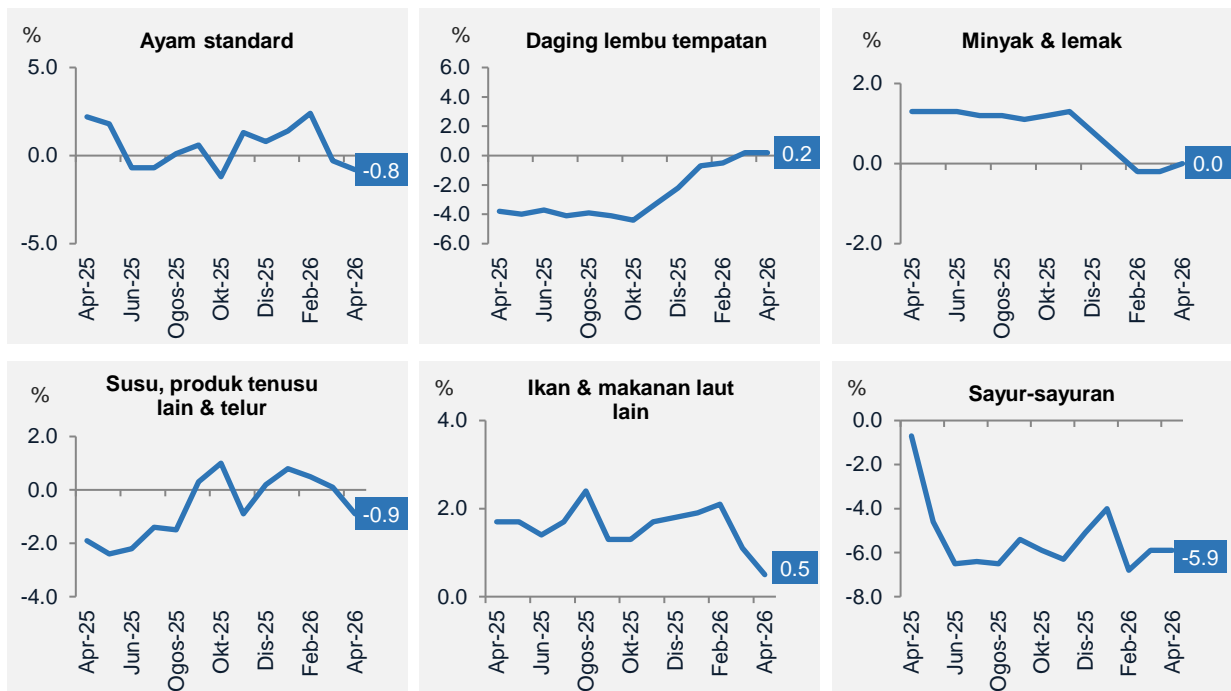 Ayam standard
%
5.0
0.0
-5.0
-0.8
Apr-25
Jun-25
Ogos-25
Okt-25
Dis-25
Feb-26
Apr-26
Daging lembu tempatan
%
6.0
4.0
2.0
0.0
-2.0
-4.0
-6.0
0.2
Apr-25
Jun-25
Ogos-25
Okt-25
Dis-25
Feb-26
Apr-26
Minyak & lemak
%
2.0
0.0
-2.0
0.0
Apr-25
Jun-25
Ogos-25
Okt-25
Dis-25
Feb-26
Apr-26
Susu, produk tenusu
lain & telur
%
2.0
0.0
-2.0
-4.0
-0.9
Apr-25
Jun-25
Ogos-25
Okt-25
Dis-25
Feb-26
Apr-26
Ikan & makanan laut
lain
%
4.0
2.0
0.0
0.5
Apr-25
Jun-25
Ogos-25
Okt-25
Dis-25
Feb-26
Apr-26
Sayur-sayuran
%
0.0
-2.0
-4.0
-6.0
-8.0
-5.9
Apr-25
Jun-25
Ogos-25
Okt-25
Dis-25
Feb-26
Apr-26